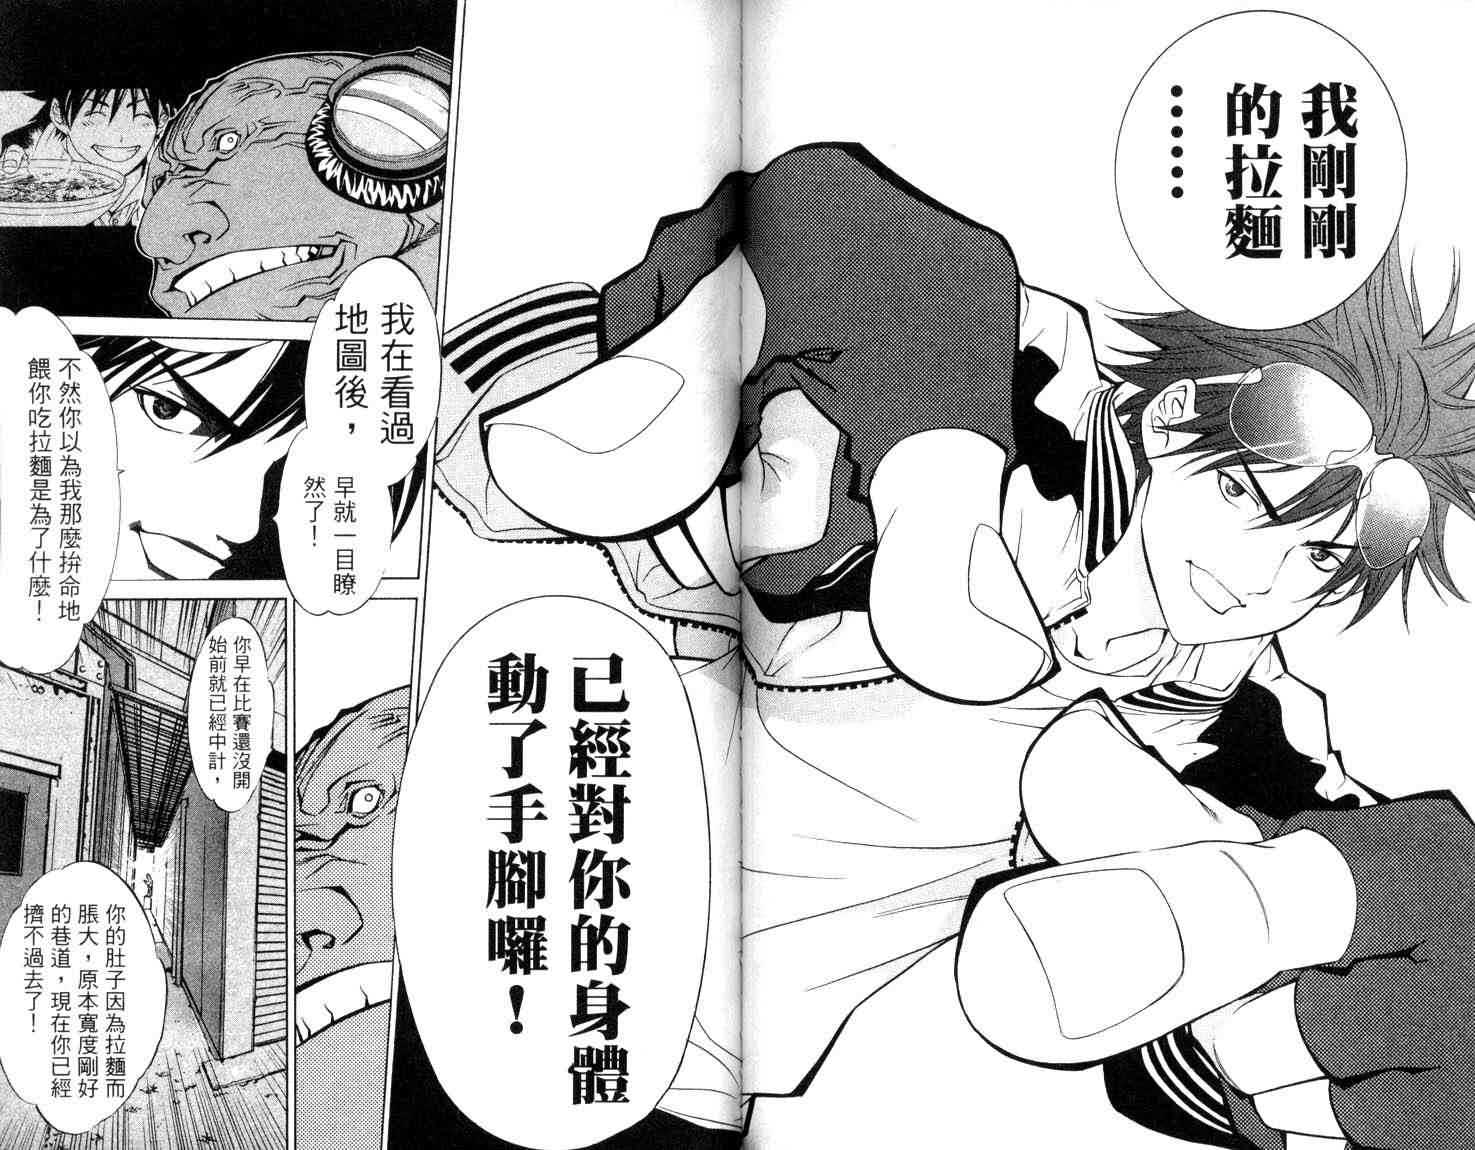 我剛剛
的拉麵
……
已經對你的身體
動了手腳囉！
我在看過
地圖後，
早就一目瞭
然了！
不然你以為我那麼拚命地
餵你吃拉麵是為了什麼！
你早在比賽還沒開
始前就已經中計，
你的肚子因為拉麵而
脹大，原本寬度剛好
的巷道，現在你已經
擠不過去了！